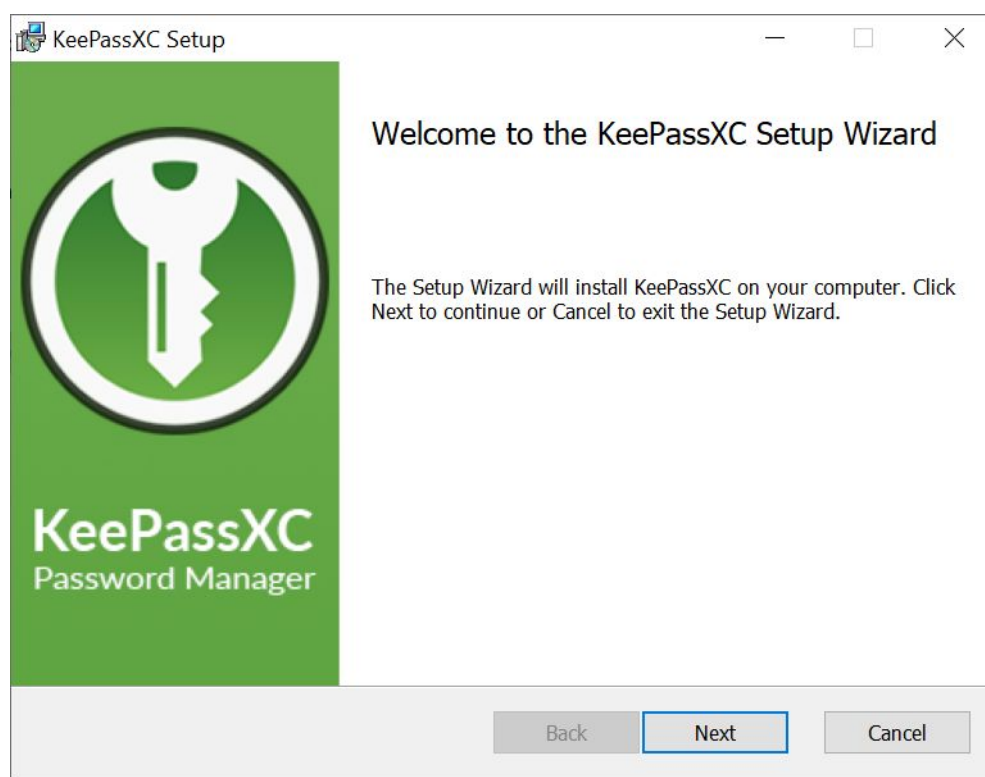 KeePassXC Setup
Welcome to the KeePassXC Setup Wizard
The Setup Wizard will install KeePassXC on your computer. Click
Next to continue or Cancel to exit the Setup Wizard.
KeePassXC
Password Manager
Back
Next
Cancel